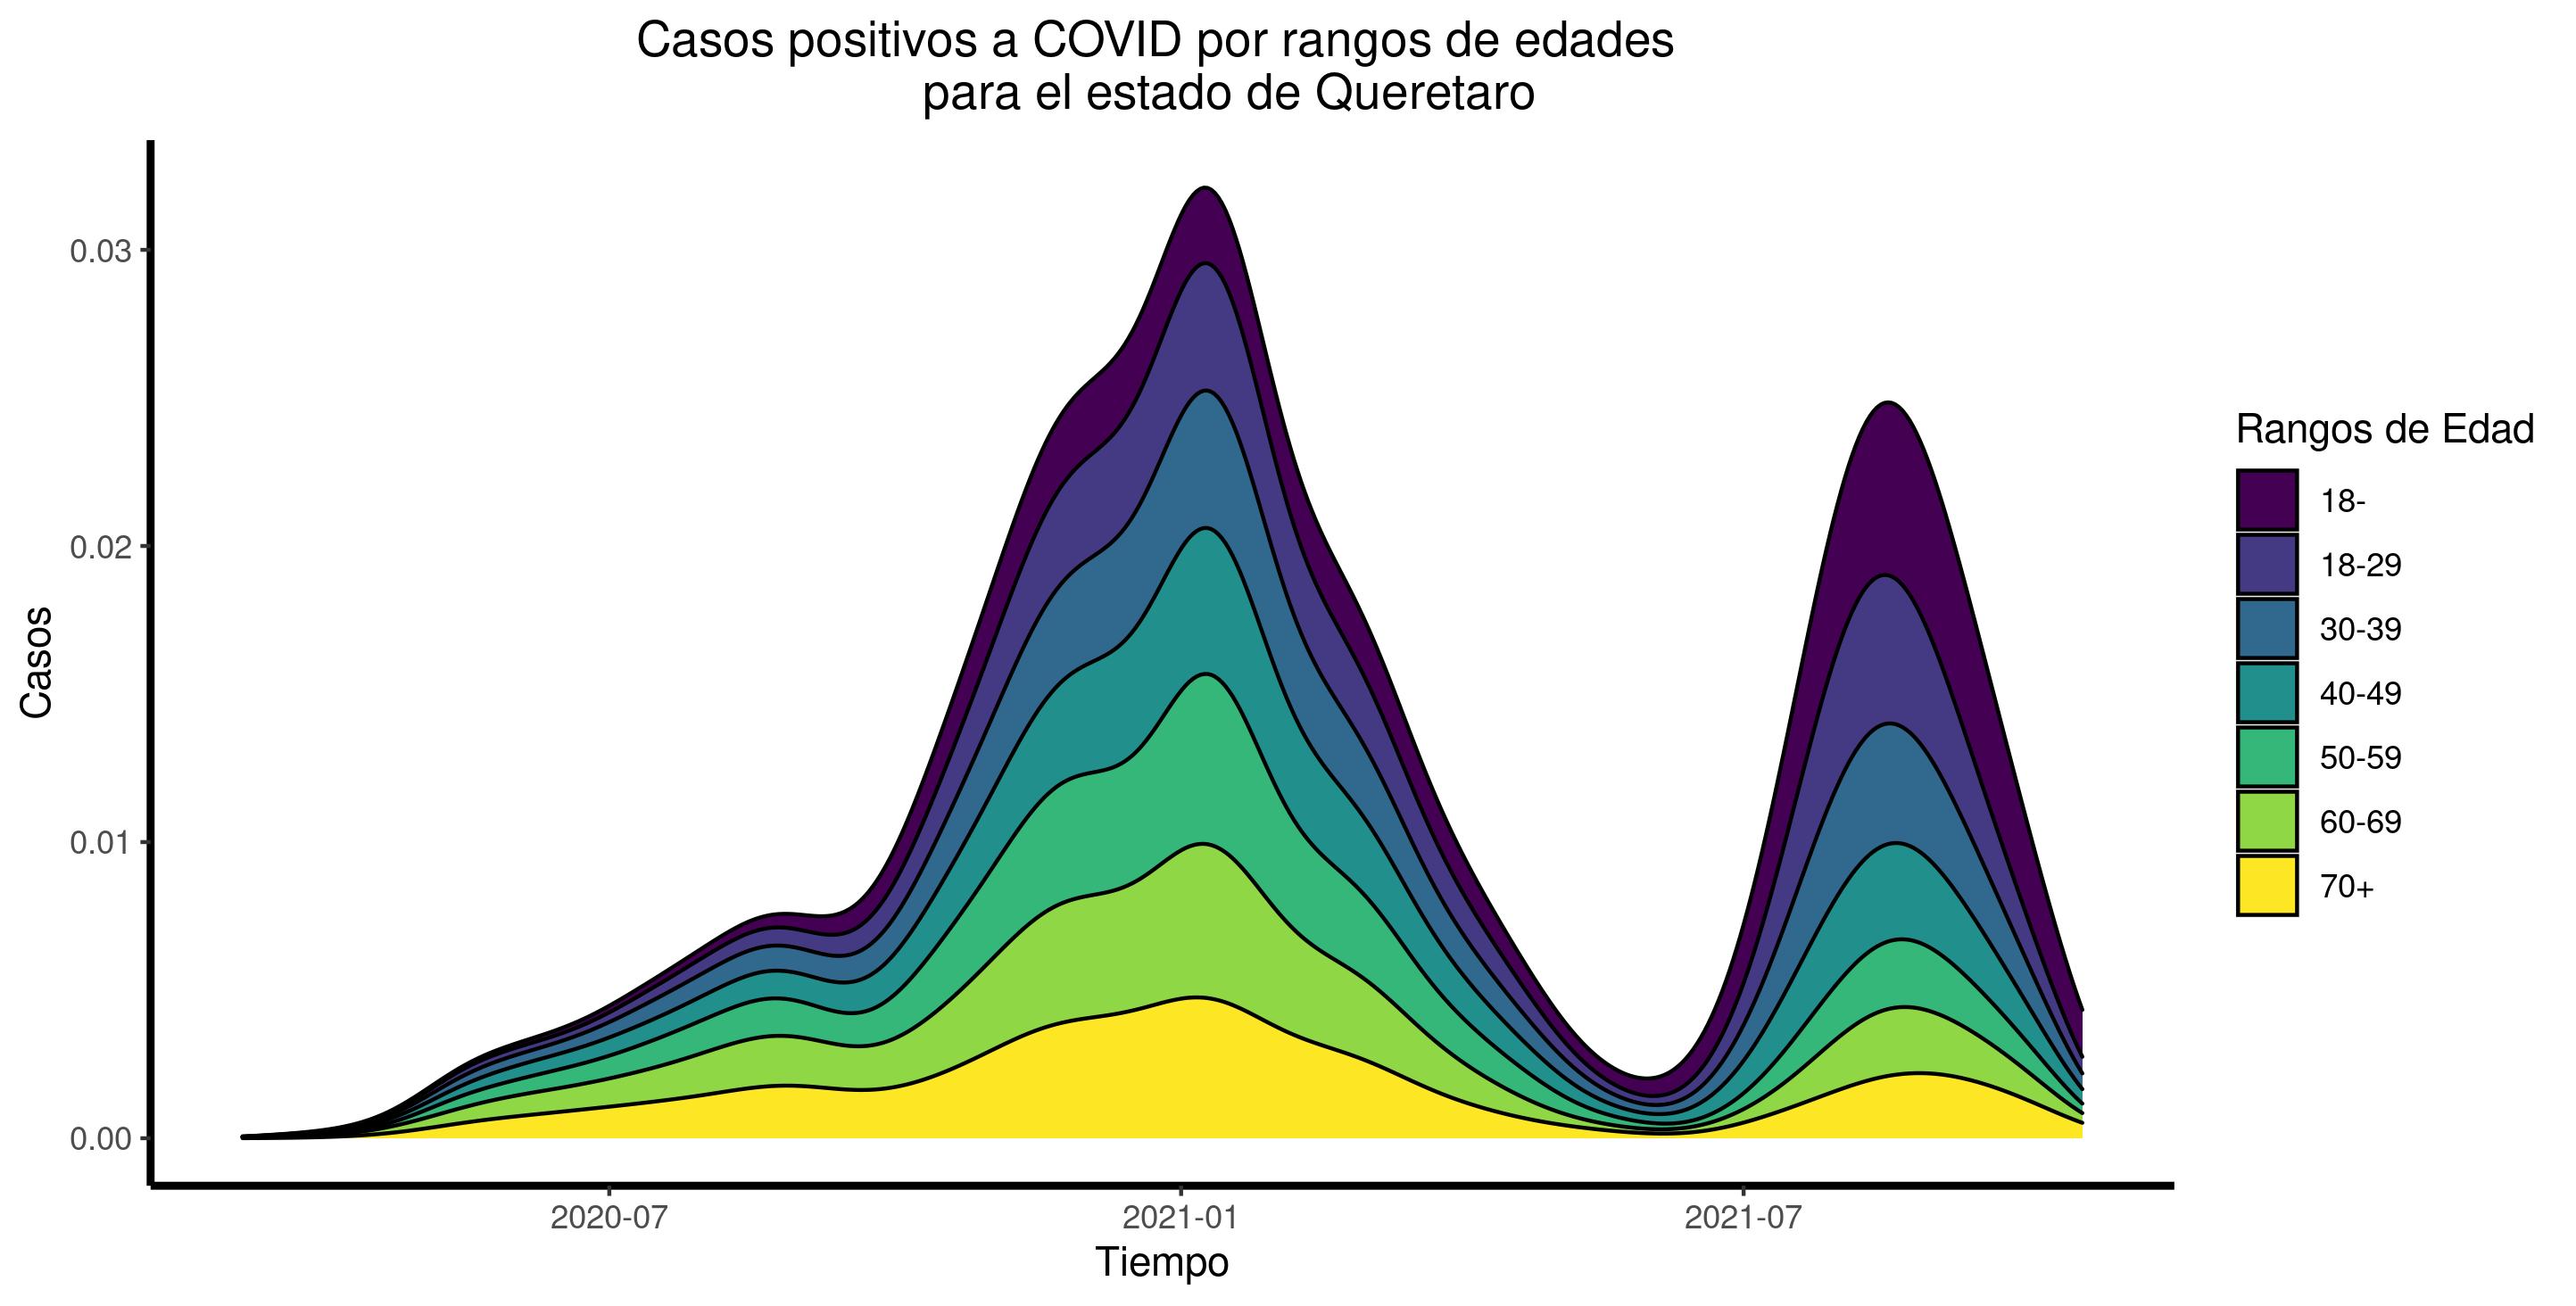 Casos positivos a COVID por rangos de edades
para el estado de Queretaro
0.03
0.02
0.01
0.00
Casos
2020-07
2021-01
2021-07
Tiempo
Rangos de Edad
18-
18-29
30-39
40-49
50-59
60-69
70+